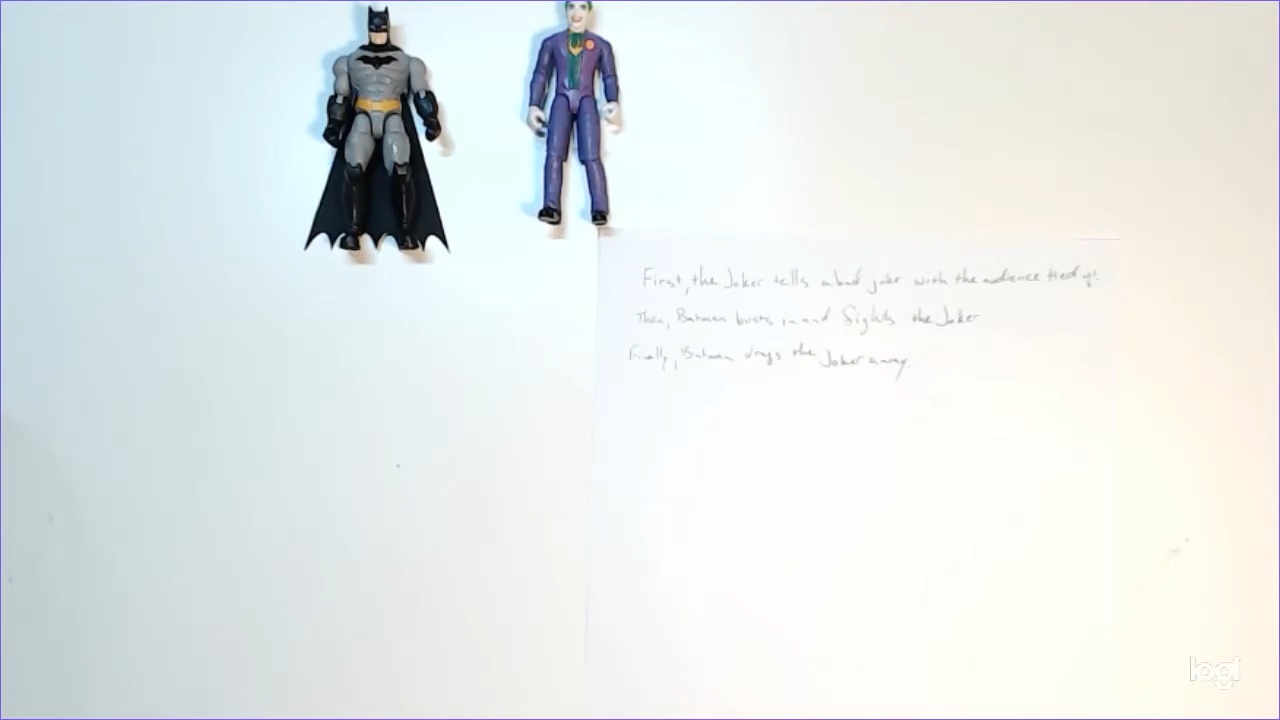 First, the Joker tells a bad joke with the audience tied up.
Then, Batman busts in and fights the Joker
Finally, Batman drags the Joker away.
logi